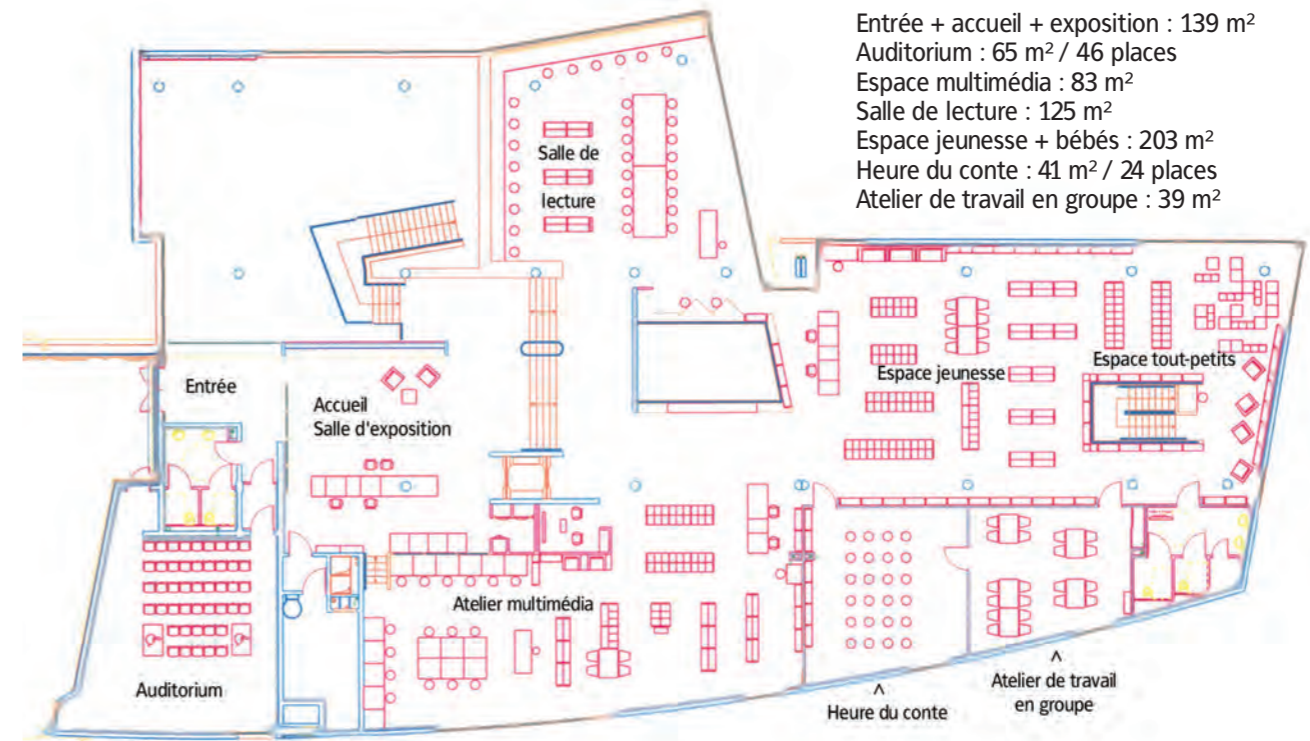 Entrée + accueil + exposition : 139 m²
Auditorium : 65 m² / 46 places
Espace multimédia : 83 m²
Salle de lecture : 125 m²
Espace jeunesse + bébés : 203 m²
Heure du conte : 41 m² / 24 places
Atelier de travail en groupe : 39 m²
Salle de
lecture
Entrée
Accueil
Salle d'exposition
Espace jeunesse
Espace tout-petits
Atelier multimédia
Auditorium
Heure du conte
Atelier de travail
en groupe